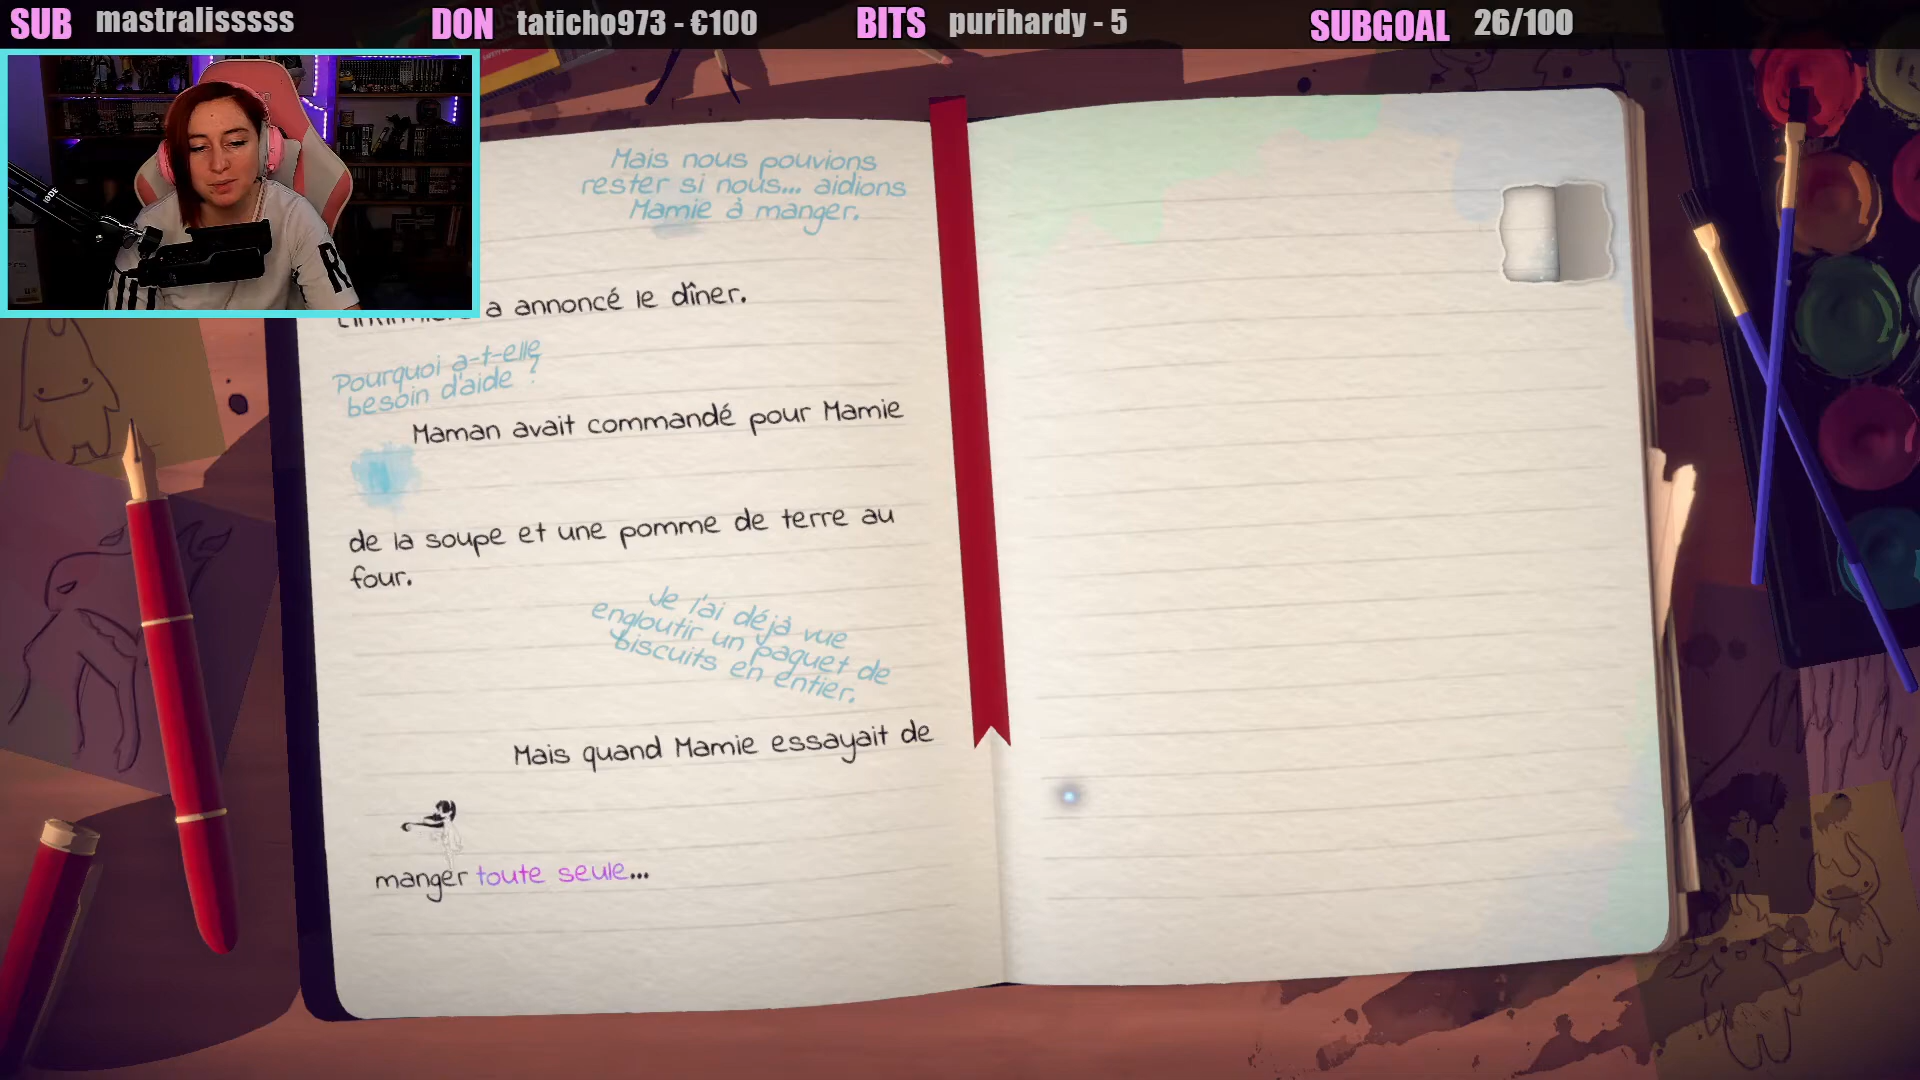 SUB mastralisssss DON taticho973 - €100 BITS purihardy - 5 SUBGOAL 26/100
Mais nous pouvions
rester si nous... aidions
Mamie à manger.
a annoncé le dîner.
Pourquoi a-t-elle
besoin d'aide ?
Maman avait commandé pour Mamie
de la soupe et une pomme de terre au
four.
Je l'ai déjà vue
engloutir un paquet de
biscuits en entier.
Mais quand Mamie essayait de
manger toute seule...